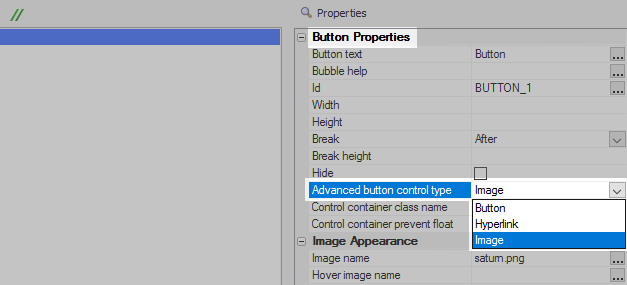 //
Properties
Button Properties
Button text Button ...
Bubble help ...
Id BUTTON_1 ...
Width
Height
Break After
Break height
Hide
Advanced button control type Image
Control container class name Button
Control container prevent float Hyperlink
Image Appearance Image
Image name saturn.png ...
Hover image name ...